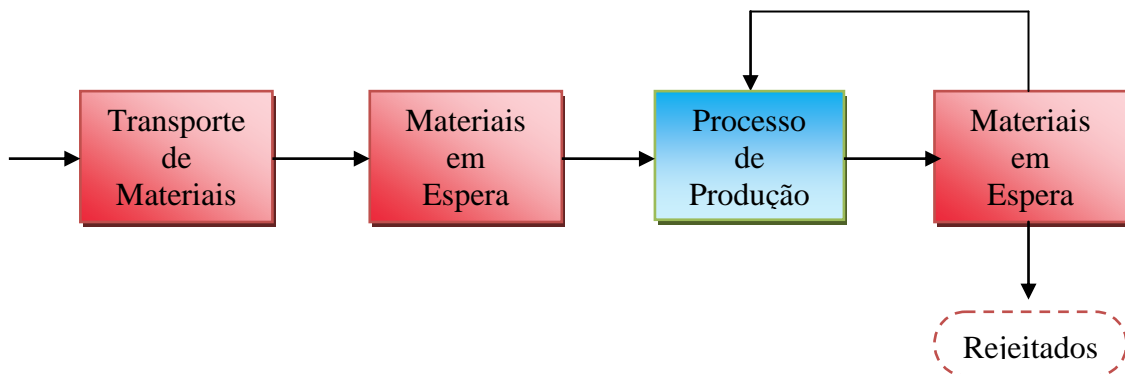 Transporte
de
Materiais
Materiais
em
Espera
Processo
de
Produção
Materiais
em
Espera
Rejeitados